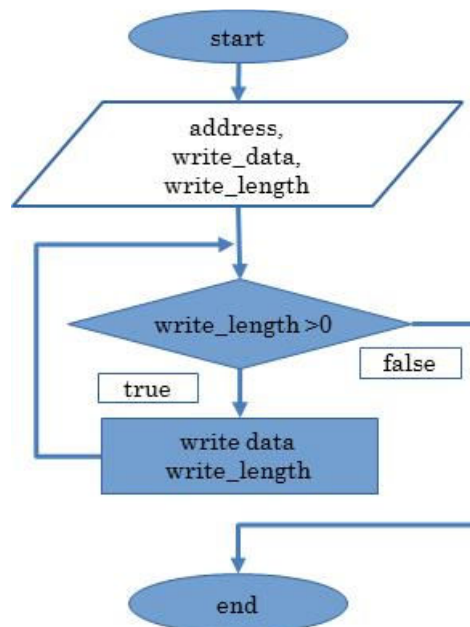 start
address,
write_data,
write_length
write_length >0
false
true
write data
write_length
end